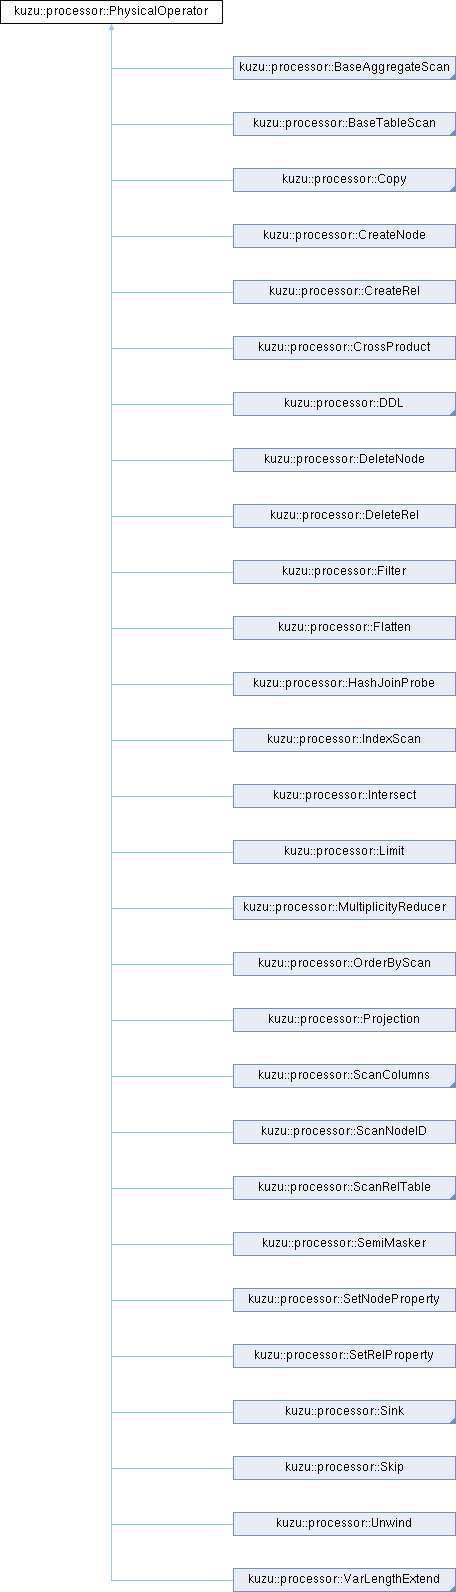 kuzu::processor::PhysicalOperator
kuzu::processor::BaseAggregateScan
kuzu::processor::BaseTableScan
kuzu::processor::Copy
kuzu::processor::CreateNode
kuzu::processor::CreateRel
kuzu::processor::CrossProduct
kuzu::processor::DDL
kuzu::processor::DeleteNode
kuzu::processor::DeleteRel
kuzu::processor::Filter
kuzu::processor::Flatten
kuzu::processor::HashJoinProbe
kuzu::processor::IndexScan
kuzu::processor::Intersect
kuzu::processor::Limit
kuzu::processor::MultiplicityReducer
kuzu::processor::OrderByScan
kuzu::processor::Projection
kuzu::processor::ScanColumns
kuzu::processor::ScanNodeID
kuzu::processor::ScanRelTable
kuzu::processor::SemiMasker
kuzu::processor::SetNodeProperty
kuzu::processor::SetRelProperty
kuzu::processor::Sink
kuzu::processor::Skip
kuzu::processor::Unwind
kuzu::processor::VarLengthExtend